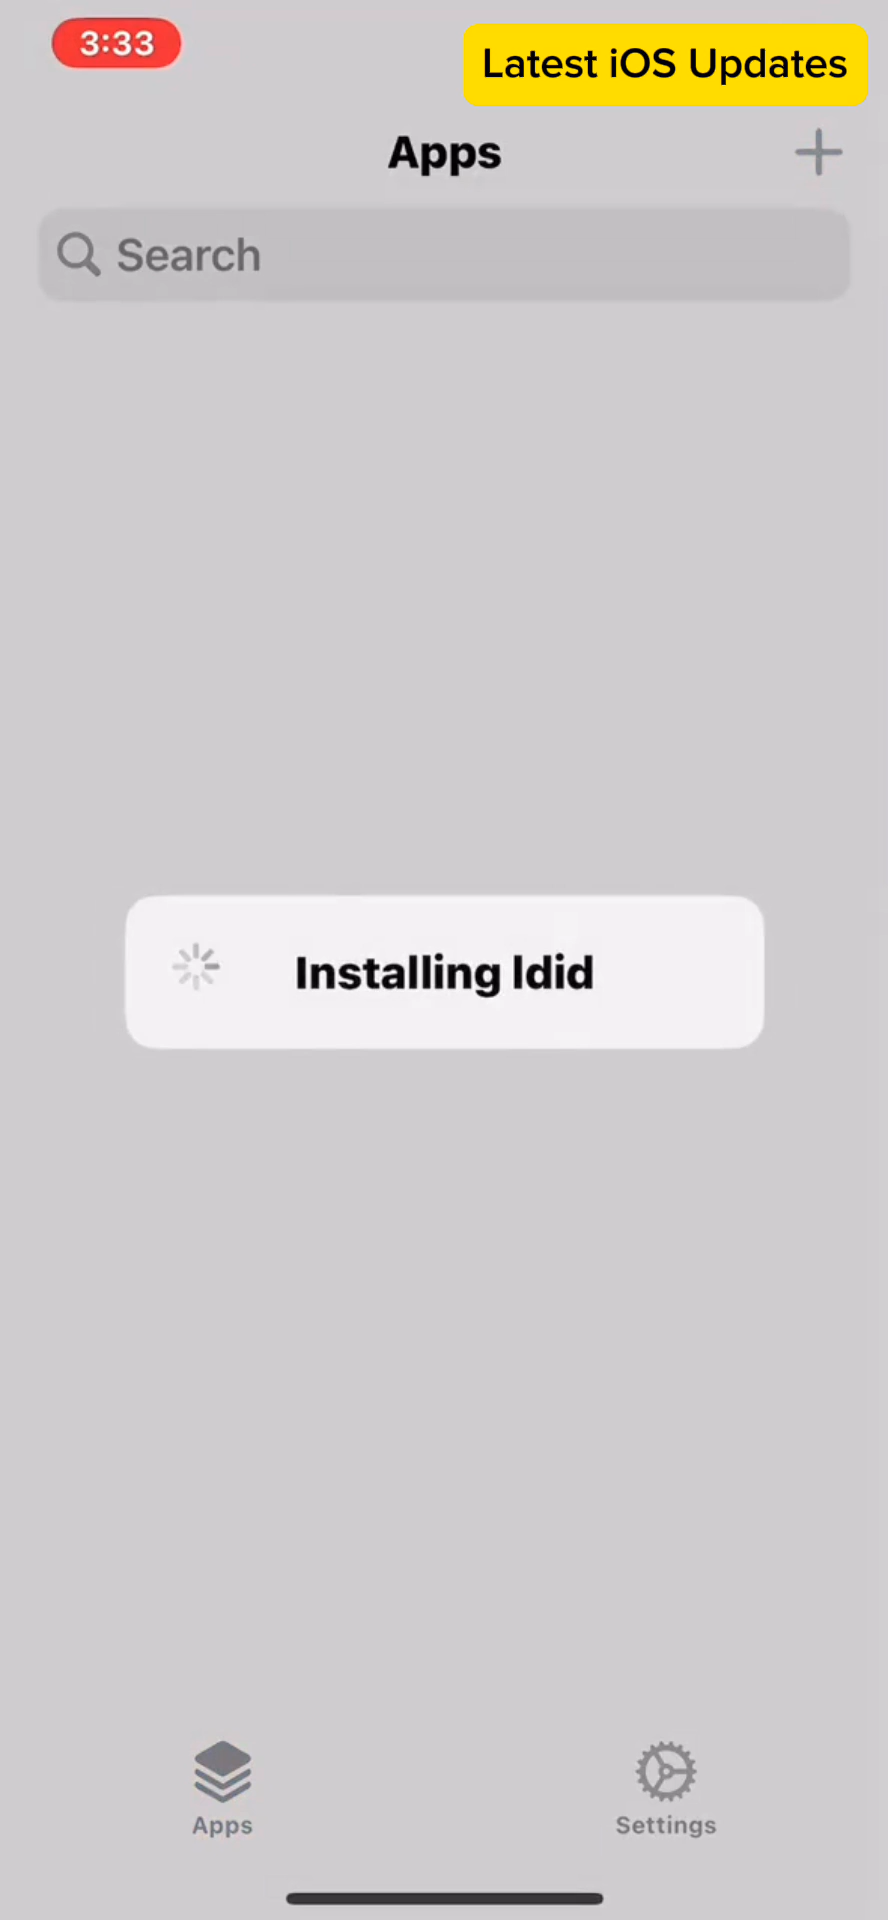 3:33
Latest iOS Updates
Apps
Search
Installing ldid
Apps
Settings